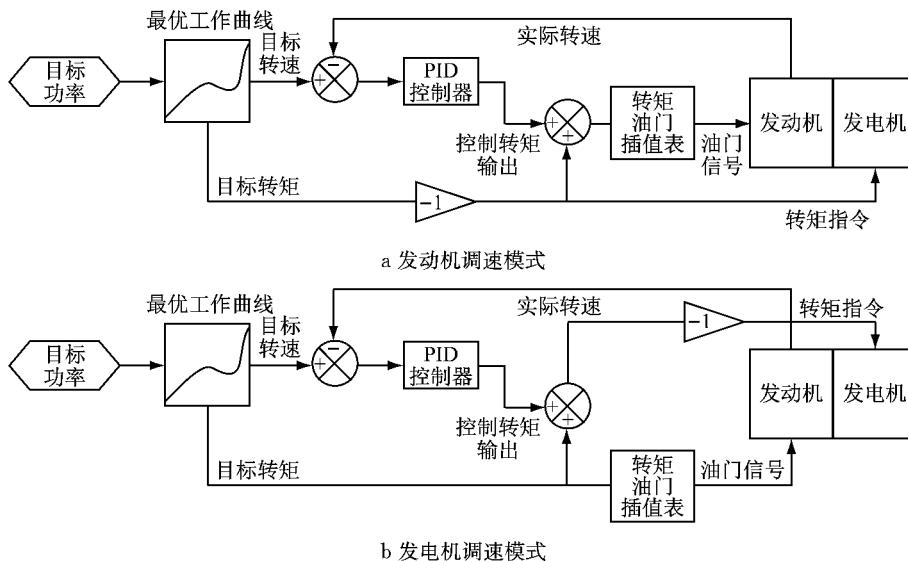 最优工作曲线
目标
功率
目标
转速
实际转速
+
−
PID
控制器
控制转矩
输出
+
+
转矩
油门
插值表
油门
信号
发动机
发电机
目标转矩
−1
转矩指令
a 发动机调速模式
最优工作曲线
目标
功率
目标
转速
实际转速
+
−
PID
控制器
控制转矩
输出
+
+
−1
转矩指令
发动机
发电机
目标转矩
转矩
油门
插值表
油门信号
b 发电机调速模式